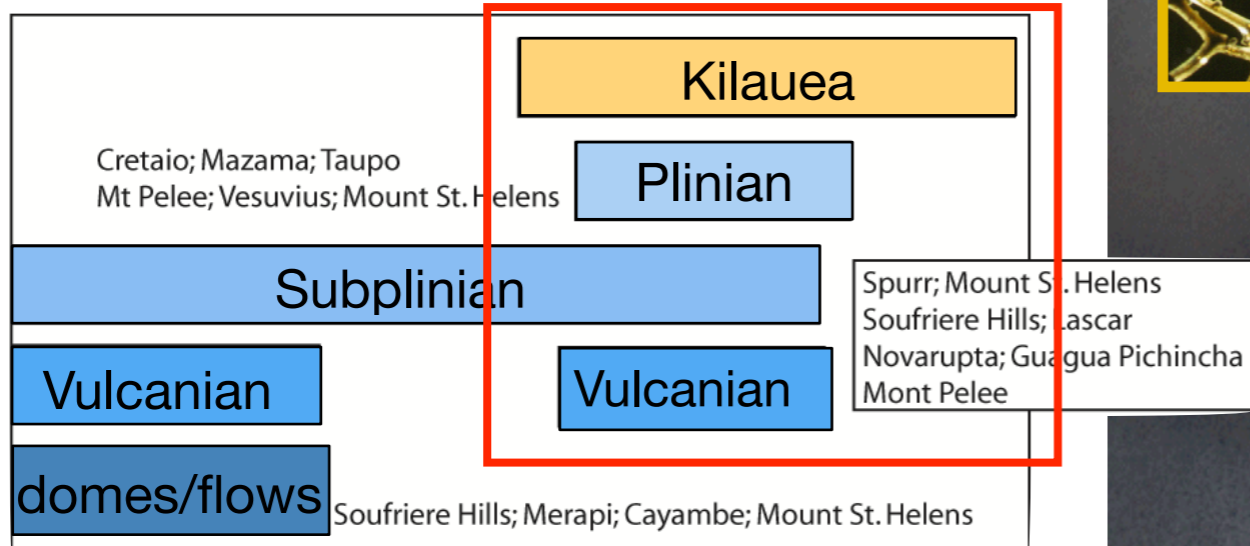 Kilauea
Cretaio; Mazama; Taupo
Mt Pelee; Vesuvius; Mount St. Helens
Plinian
Subplinian
Spurr; Mount St. Helens
Soufriere Hills; Lascar
Novarupta; Guagua Pichincha
Mont Pelee
Vulcanian
Vulcanian
domes/flows
Soufriere Hills; Merapi; Cayambe; Mount St. Helens